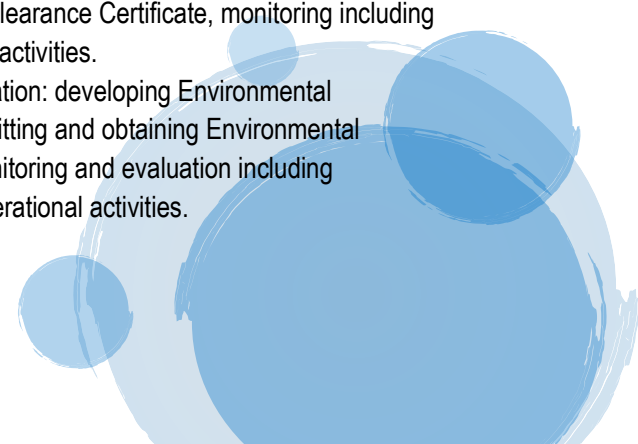 learance Certificate, monitoring including
activities.
ation: developing Environmental
itting and obtaining Environmental
nitoring and evaluation including
erational activities.